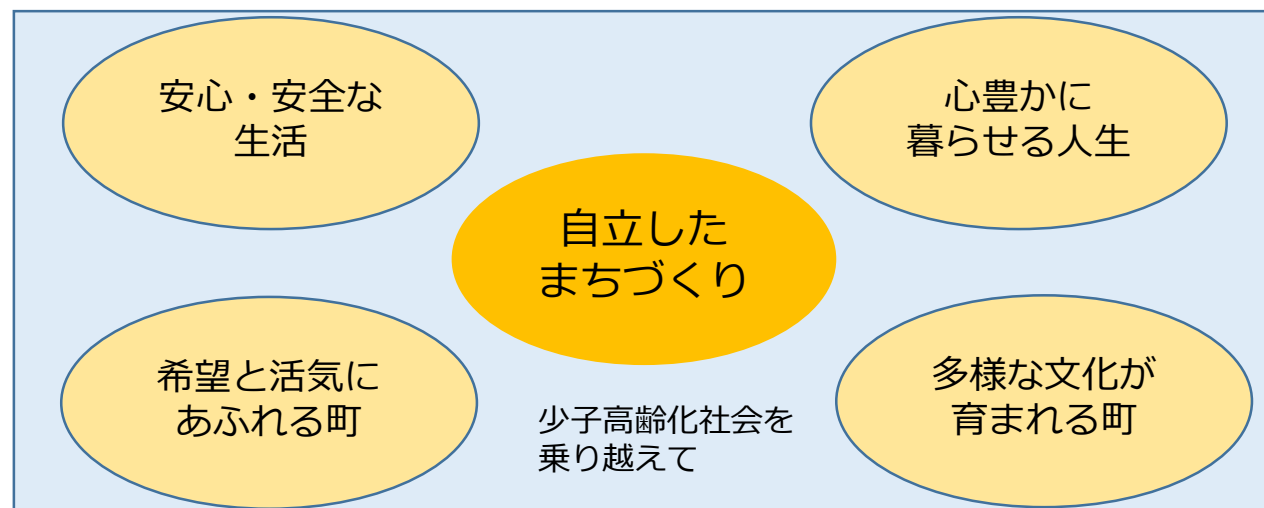 安心・安全な
生活
心豊かに
暮らせる人生
自立した
まちづくり
希望と活気に
あふれる町
少子高齢化社会を
乗り越えて
多様な文化が
育まれる町